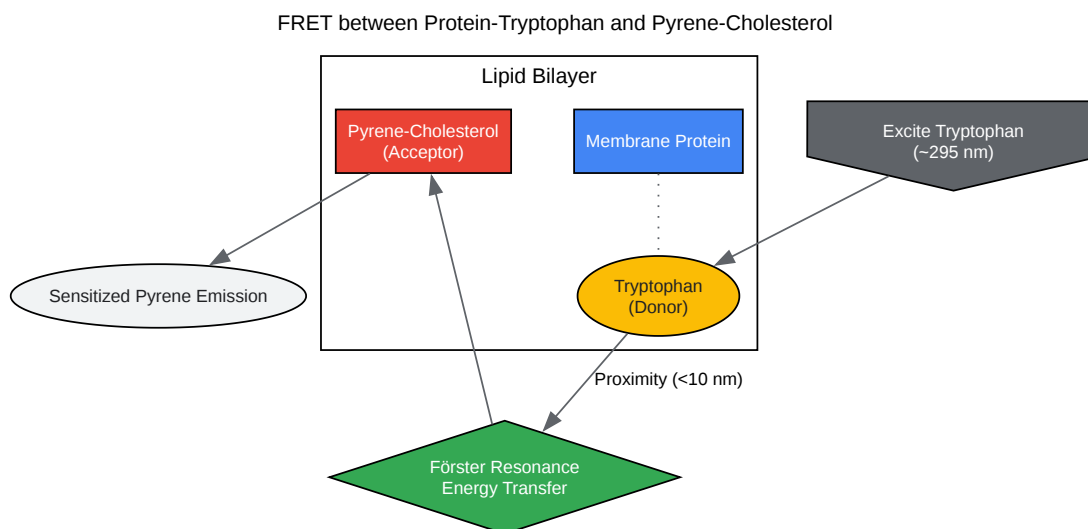 FRET between Protein-Tryptophan and Pyrene-Cholesterol
Lipid Bilayer
Pyrene-Cholesterol
(Acceptor)
Membrane Protein
Excite Tryptophan
(~295 nm)
Sensitized Pyrene Emission
Tryptophan
(Donor)
Proximity (<10 nm)
Förster Resonance
Energy Transfer